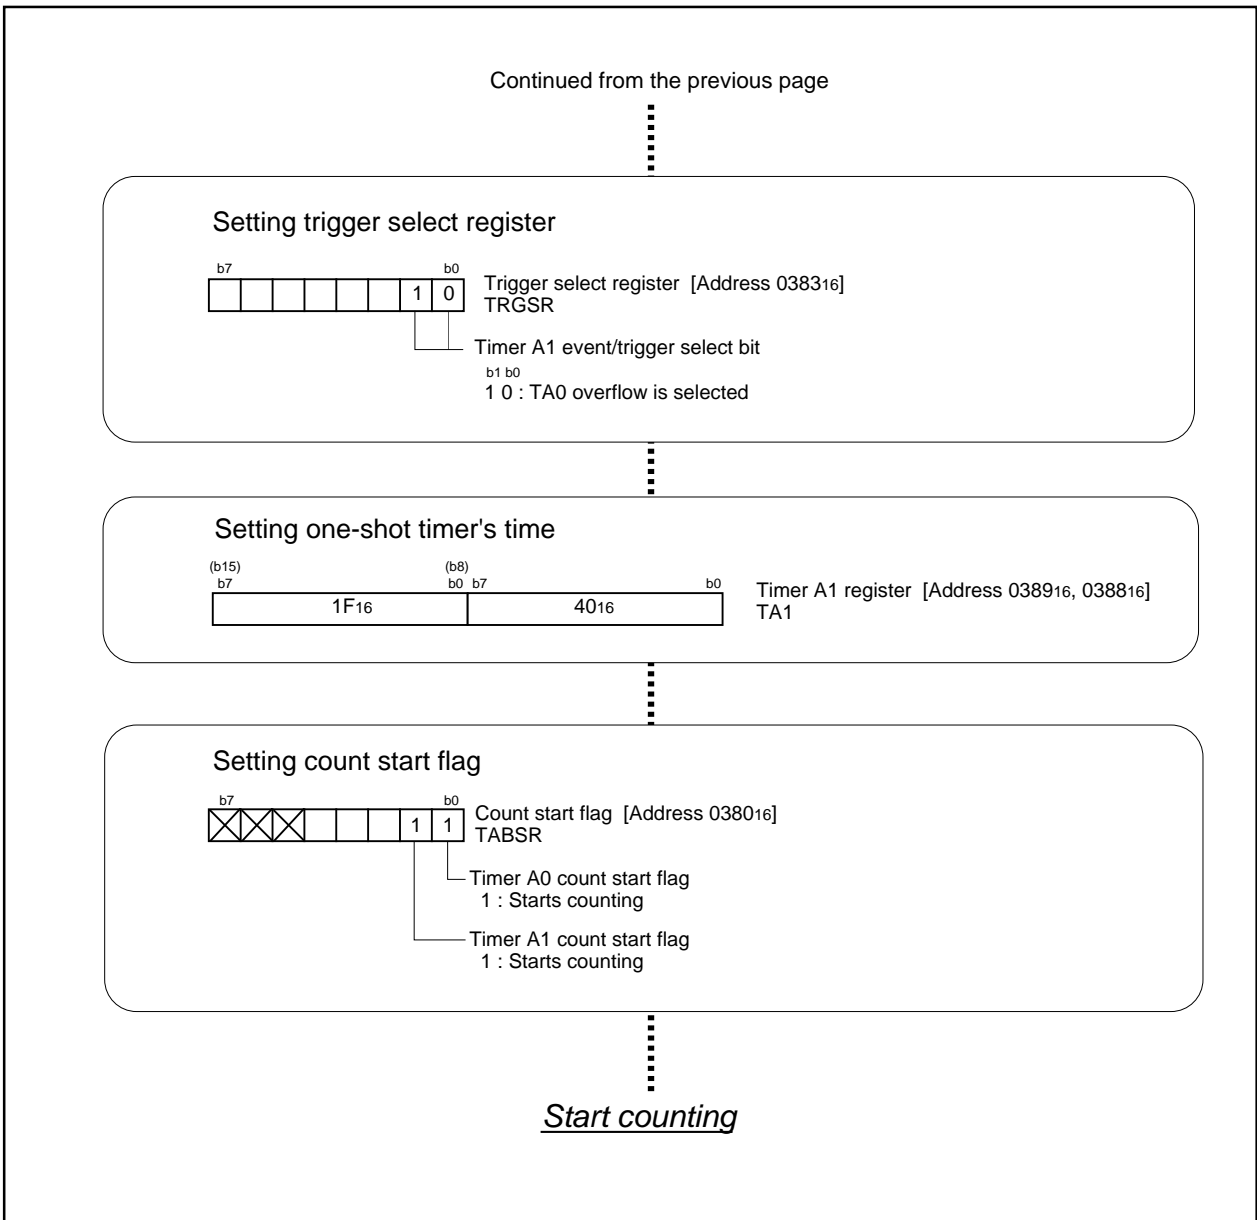 Continued from the previous page
Setting trigger select register
b7 b0
1 0
Trigger select register [Address 038316]
TRGSR
Timer A1 event/trigger select bit
b1 b0
1 0 : TA0 overflow is selected
Setting one-shot timer's time
(b15) (b8)
b7 b0 b7 b0
1F16 4016
Timer A1 register [Address 038916, 038816]
TA1
Setting count start flag
b7 b0
1 1
Count start flag [Address 038016]
TABSR
Timer A0 count start flag
1 : Starts counting
Timer A1 count start flag
1 : Starts counting
Start counting